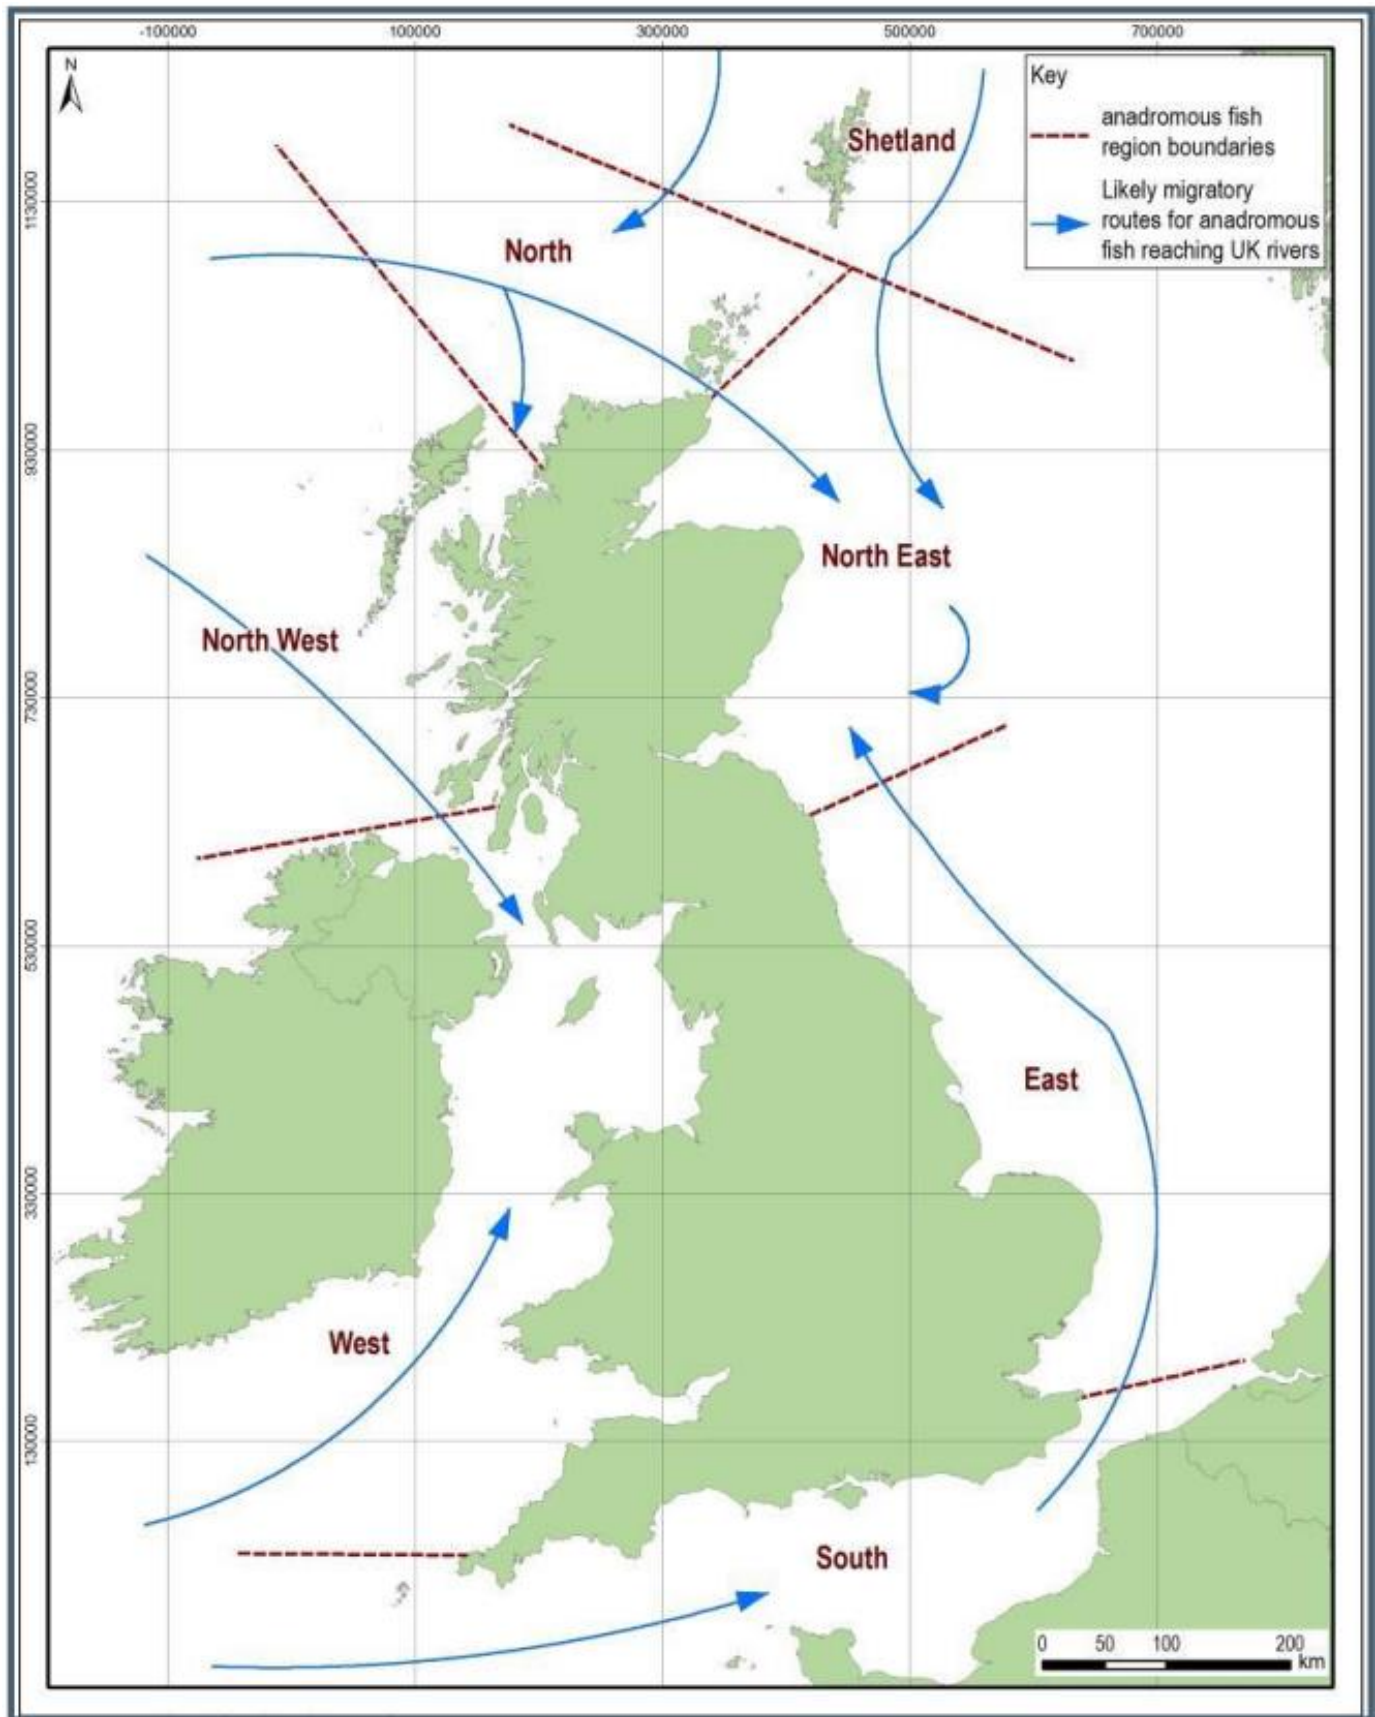 -100000
100000
300000
500000
700000
N
Key
anadromous fish
region boundaries
Likely migratory
routes for anadromous
fish reaching UK rivers
Shetland
1130000
North
930000
North East
North West
730000
530000
East
330000
West
130000
South
0 50 100 200
km